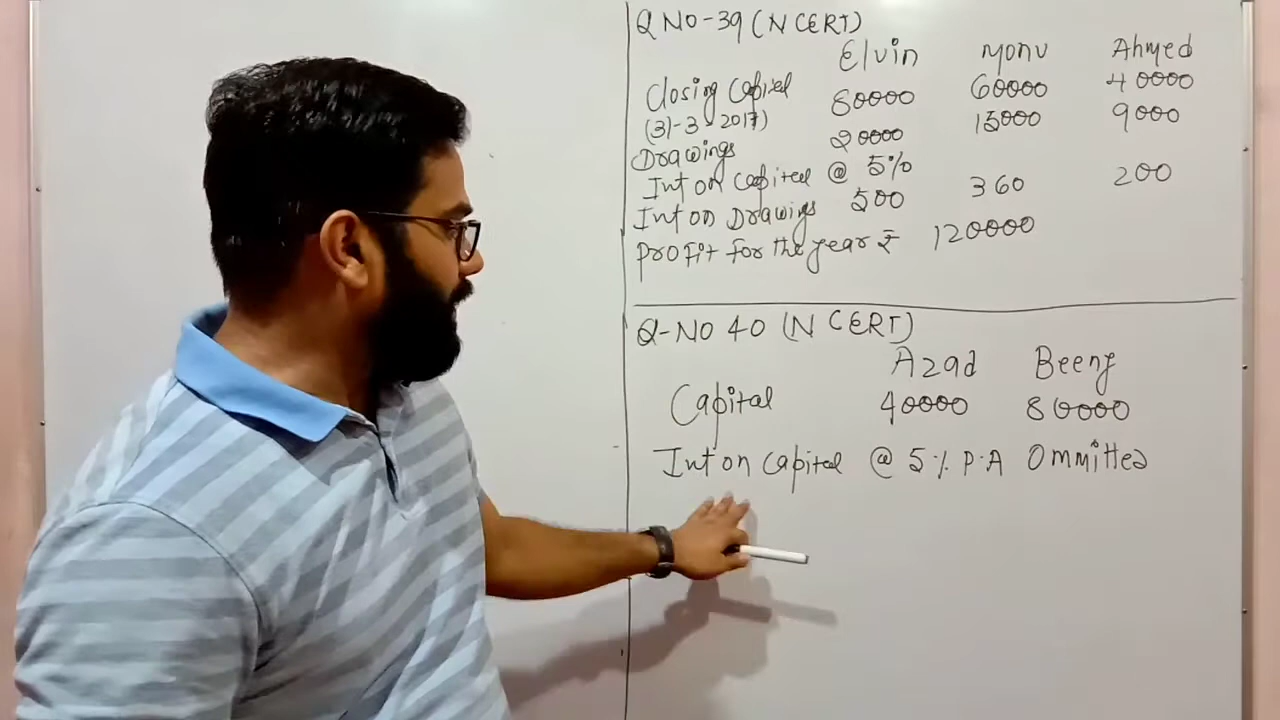 Q NO-39 (NCERT)
Elvin Monu Ahmed
Closing Capital 80000 60000 40000
(31-3-2017)
Drawings 20000 15000 9000
Int on Capital @ 5%
Int on Drawings 500 360 200
Profit for the year ₹ 120000
Q-NO 40 (NCERT)
Azad Beeny
Capital 40000 80000
Int on Capital @ 5% P.A Ommitted